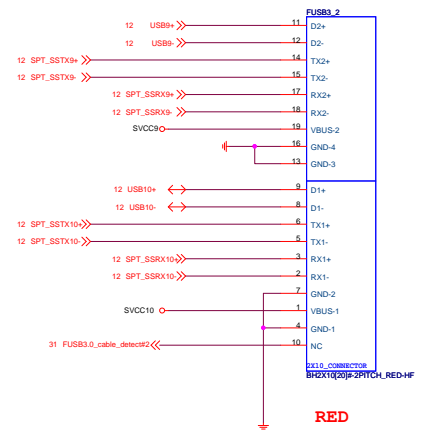 FUSB3_2
12 USB9+ 11 D2+
12 USB9- 12 D2-
12 SPT_SSTX9+ 14 TX2+
12 SPT_SSTX9- 15 TX2-
12 SPT_SSRX9+ 17 RX2+
12 SPT_SSRX9- 18 RX2-
SVCC9 19 VBUS-2
16 GND-4
13 GND-3
12 USB10+ 9 D1+
12 USB10- 8 D1-
12 SPT_SSTX10+ 6 TX1+
12 SPT_SSTX10- 5 TX1-
12 SPT_SSRX10+ 3 RX1+
12 SPT_SSRX10- 2 RX1-
7 GND-2
SVCC10 1 VBUS-1
4 GND-1
31 FUSB3.0_cable_detect#2 10 NC
2X10_CONNECTOR
BH2X10[20]#-2PITCH_RED-HF
RED